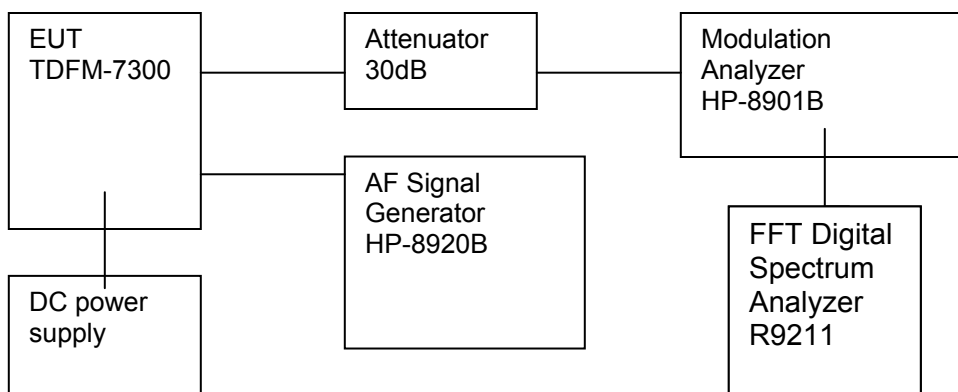 EUT
TDFM-7300
Attenuator
30dB
Modulation
Analyzer
HP-8901B
AF Signal
Generator
HP-8920B
FFT Digital
Spectrum
Analyzer
R9211
DC power
supply